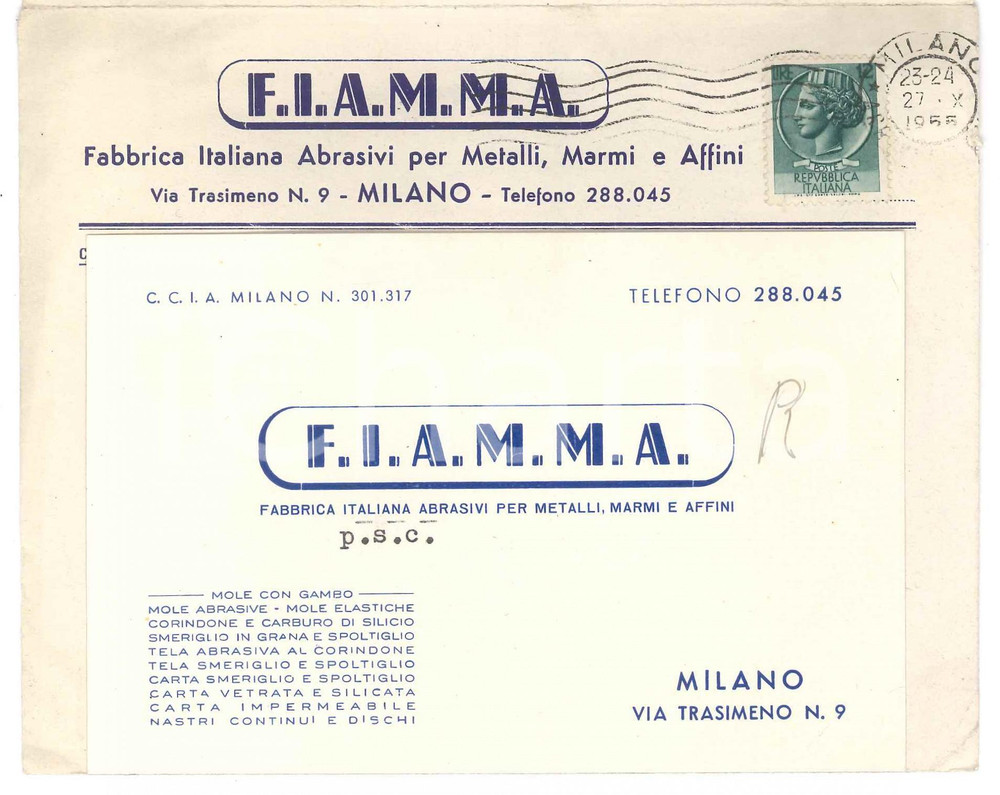 F.I.A.M.M.A.
Fabbrica Italiana Abrasivi per Metalli, Marmi e Affini
Via Trasimeno N. 9 - MILANO - Telefono 288.045
MILANO
23-24
27 · X
1955
LIRE
POSTE
REPVBBLICA
ITALIANA
C. C. I. A. MILANO N. 301.317
TELEFONO 288.045
F.I.A.M.M.A.
R
FABBRICA ITALIANA ABRASIVI PER METALLI, MARMI E AFFINI
p.s.c.
MOLE CON GAMBO
MOLE ABRASIVE - MOLE ELASTICHE
CORINDONE E CARBURO DI SILICIO
SMERIGLIO IN GRANA E SPOLTIGLIO
TELA ABRASIVA AL CORINDONE
TELA SMERIGLIO E SPOLTIGLIO
CARTA SMERIGLIO E SPOLTIGLIO
CARTA VETRATA E SILICATA
CARTA IMPERMEABILE
NASTRI CONTINUI E DISCHI
MILANO
VIA TRASIMENO N. 9